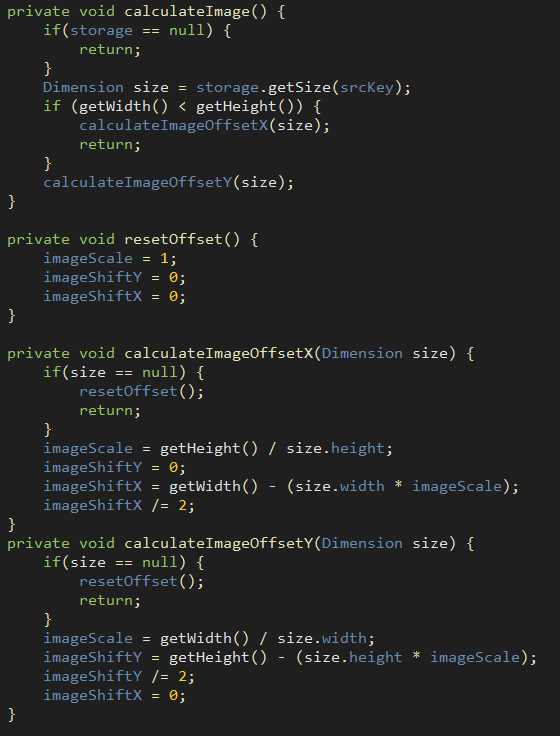 private void calculateImage() {
    if(storage == null) {
        return;
    }
    Dimension size = storage.getSize(srcKey);
    if (getWidth() < getHeight()) {
        calculateImageOffsetX(size);
        return;
    }
    calculateImageOffsetY(size);
}

private void resetOffset() {
    imageScale = 1;
    imageShiftY = 0;
    imageShiftX = 0;
}

private void calculateImageOffsetX(Dimension size) {
    if(size == null) {
        resetOffset();
        return;
    }
    imageScale = getHeight() / size.height;
    imageShiftY = 0;
    imageShiftX = getWidth() - (size.width * imageScale);
    imageShiftX /= 2;
}
private void calculateImageOffsetY(Dimension size) {
    if(size == null) {
        resetOffset();
        return;
    }
    imageScale = getWidth() / size.width;
    imageShiftY = getHeight() - (size.height * imageScale);
    imageShiftY /= 2;
    imageShiftX = 0;
}